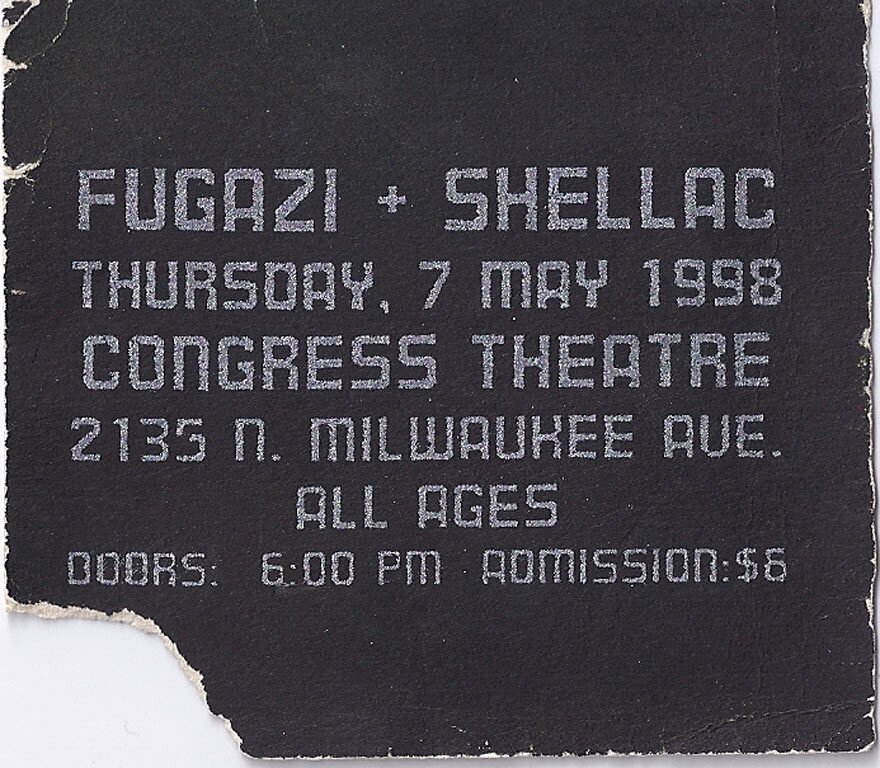 FUGAZI + SHELLAC
THURSDAY, 7 MAY 1998
CONGRESS THEATRE
2135 N. MILWAUKEE AVE.
ALL AGES
DOORS: 6:00 PM ADMISSION:$6